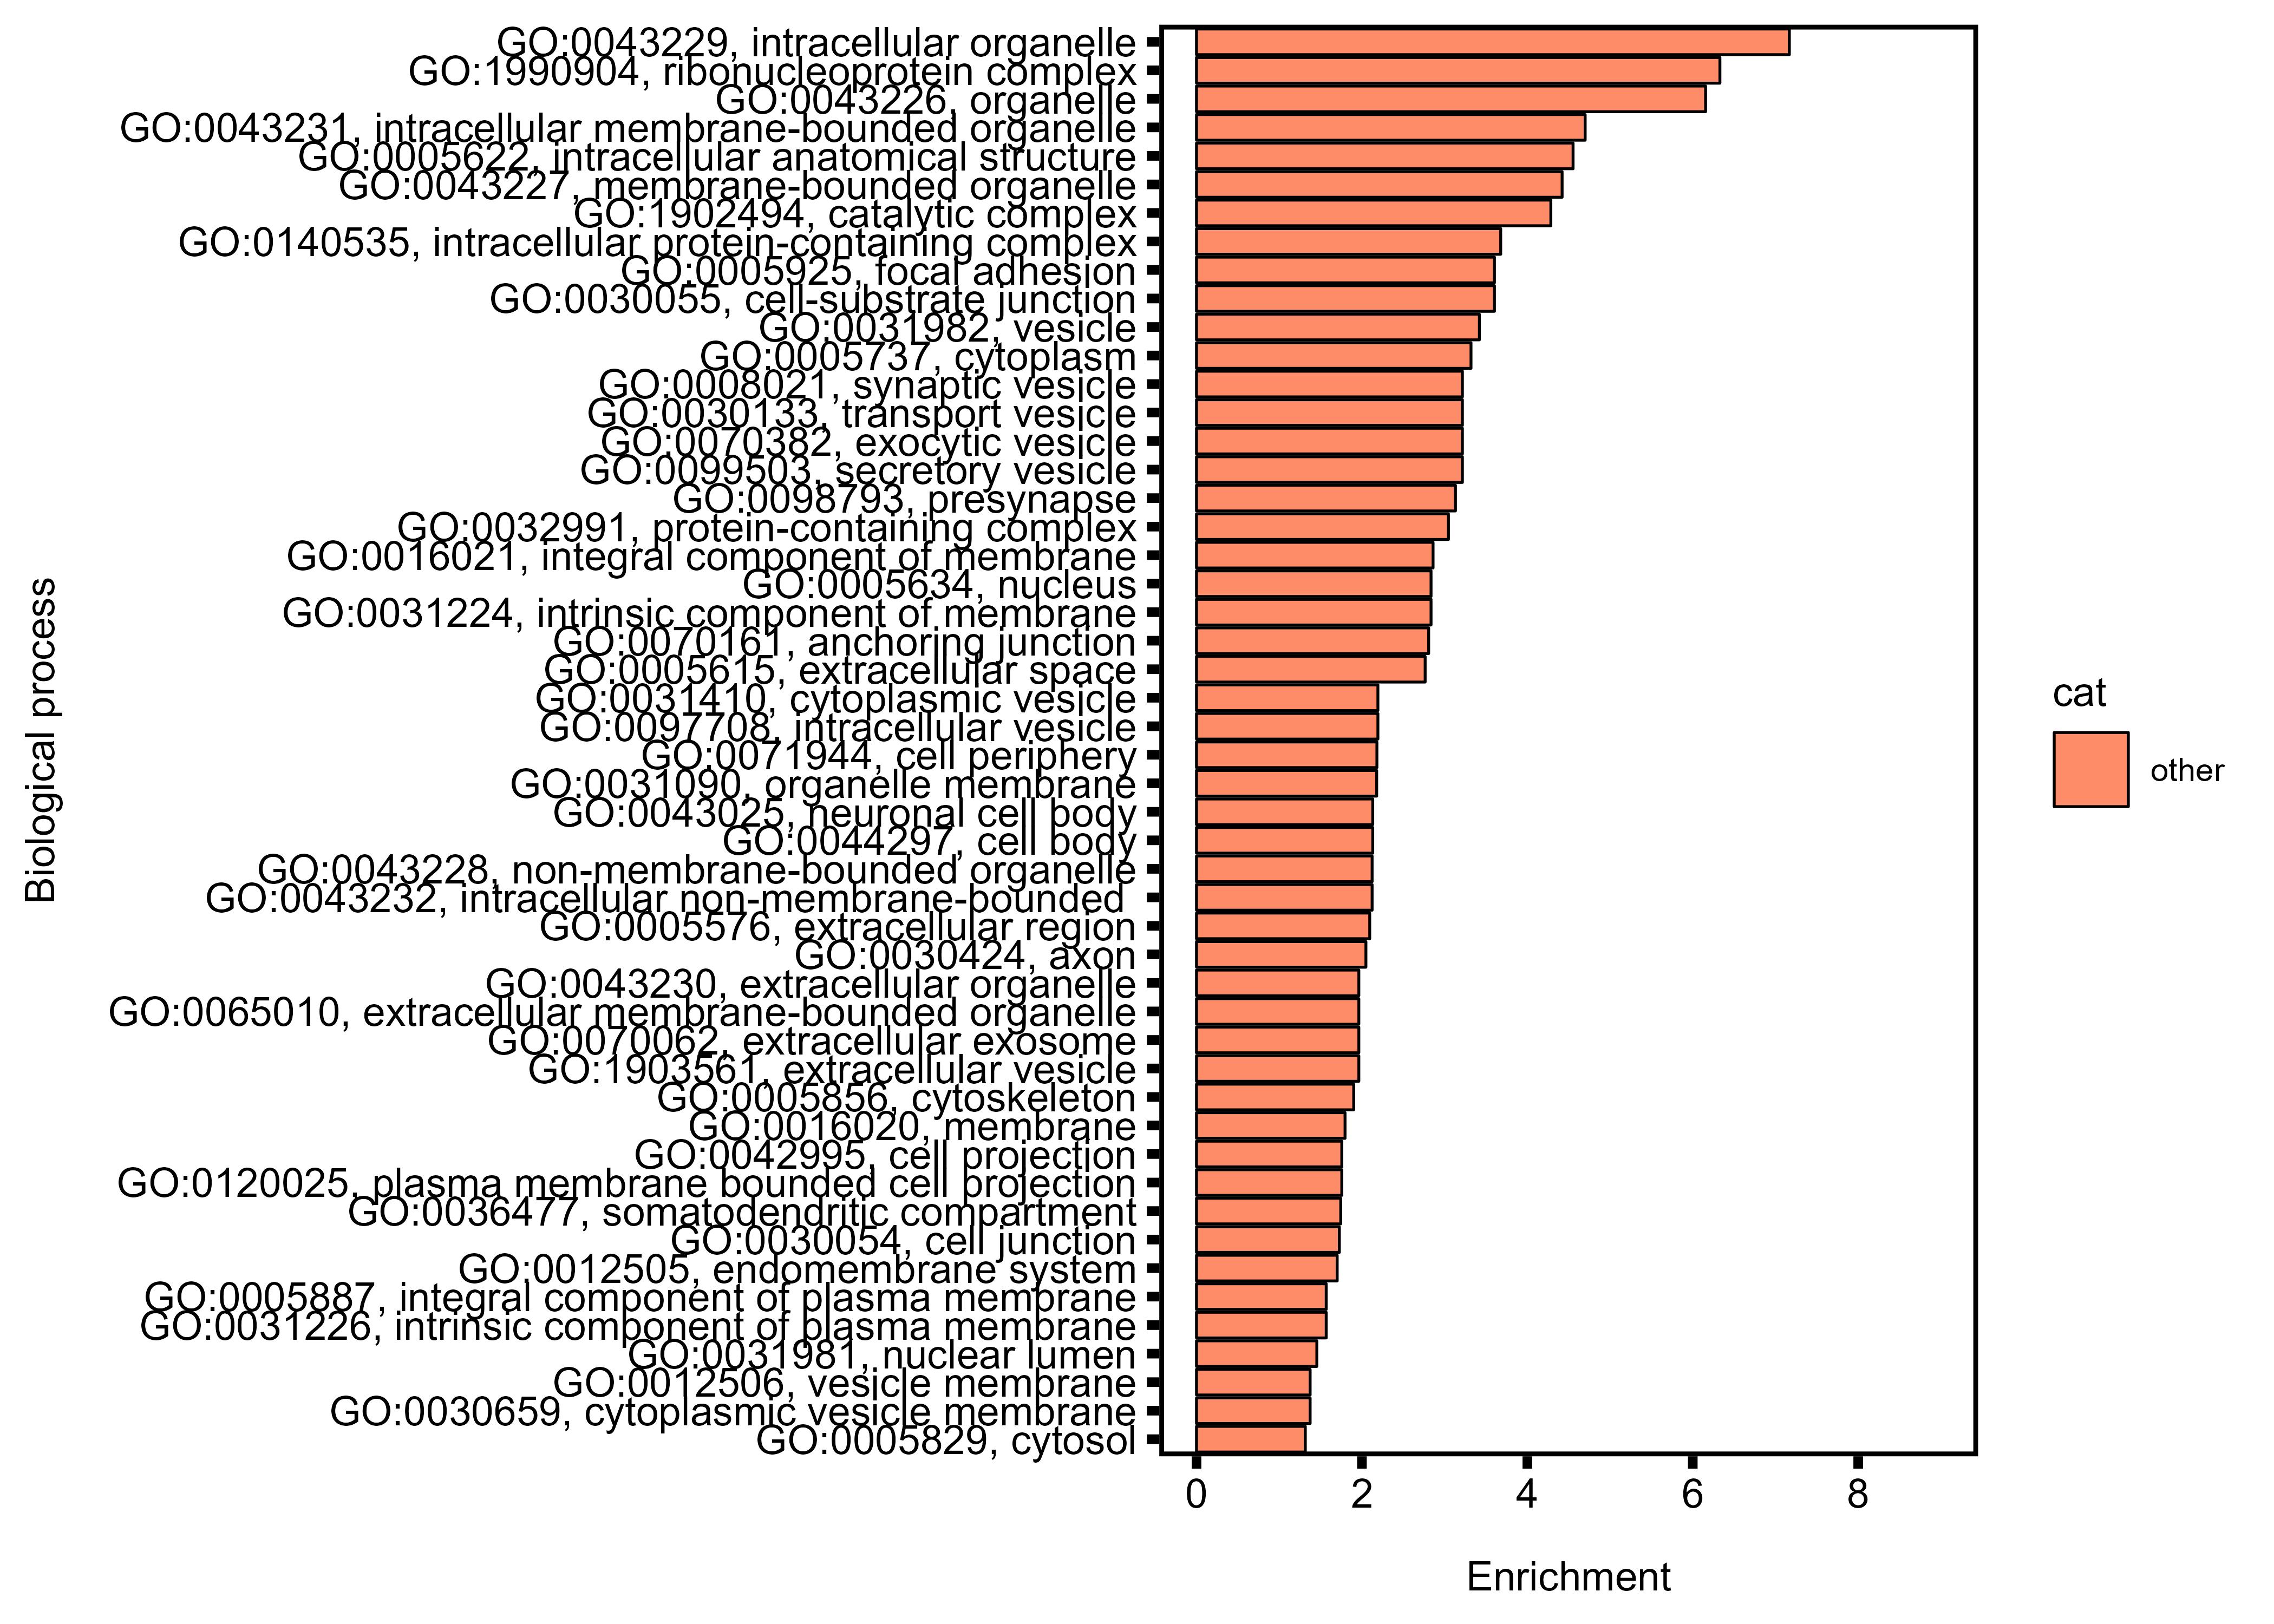 GO:0043229, intracellular organelle
GO:1990904, ribonucleoprotein complex
GO:0043226, organelle
GO:0043231, intracellular membrane-bounded organelle
GO:0005622, intracellular anatomical structure
GO:0043227, membrane-bounded organelle
GO:1902494, catalytic complex
GO:0140535, intracellular protein-containing complex
GO:0005925, focal adhesion
GO:0030055, cell-substrate junction
GO:0031982, vesicle
GO:0005737, cytoplasm
GO:0008021, synaptic vesicle
GO:0030133, transport vesicle
GO:0070382, exocytic vesicle
GO:0099503, secretory vesicle
GO:0098793, presynapse
GO:0032991, protein-containing complex
GO:0016021, integral component of membrane
GO:0005634, nucleus
GO:0031224, intrinsic component of membrane
GO:0070161, anchoring junction
GO:0005615, extracellular space
GO:0031410, cytoplasmic vesicle
GO:0097708, intracellular vesicle
GO:0071944, cell periphery
GO:0031090, organelle membrane
GO:0043025, neuronal cell body
GO:0044297, cell body
GO:0043228, non-membrane-bounded organelle
GO:0043232, intracellular non-membrane-bounded
GO:0005576, extracellular region
GO:0030424, axon
GO:0043230, extracellular organelle
GO:0065010, extracellular membrane-bounded organelle
GO:0070062, extracellular exosome
GO:1903561, extracellular vesicle
GO:0005856, cytoskeleton
GO:0016020, membrane
GO:0042995, cell projection
GO:0120025, plasma membrane bounded cell projection
GO:0036477, somatodendritic compartment
GO:0030054, cell junction
GO:0012505, endomembrane system
GO:0005887, integral component of plasma membrane
GO:0031226, intrinsic component of plasma membrane
GO:0031981, nuclear lumen
GO:0012506, vesicle membrane
GO:0030659, cytoplasmic vesicle membrane
GO:0005829, cytosol
Biological process
0 2 4 6 8
Enrichment
cat
other